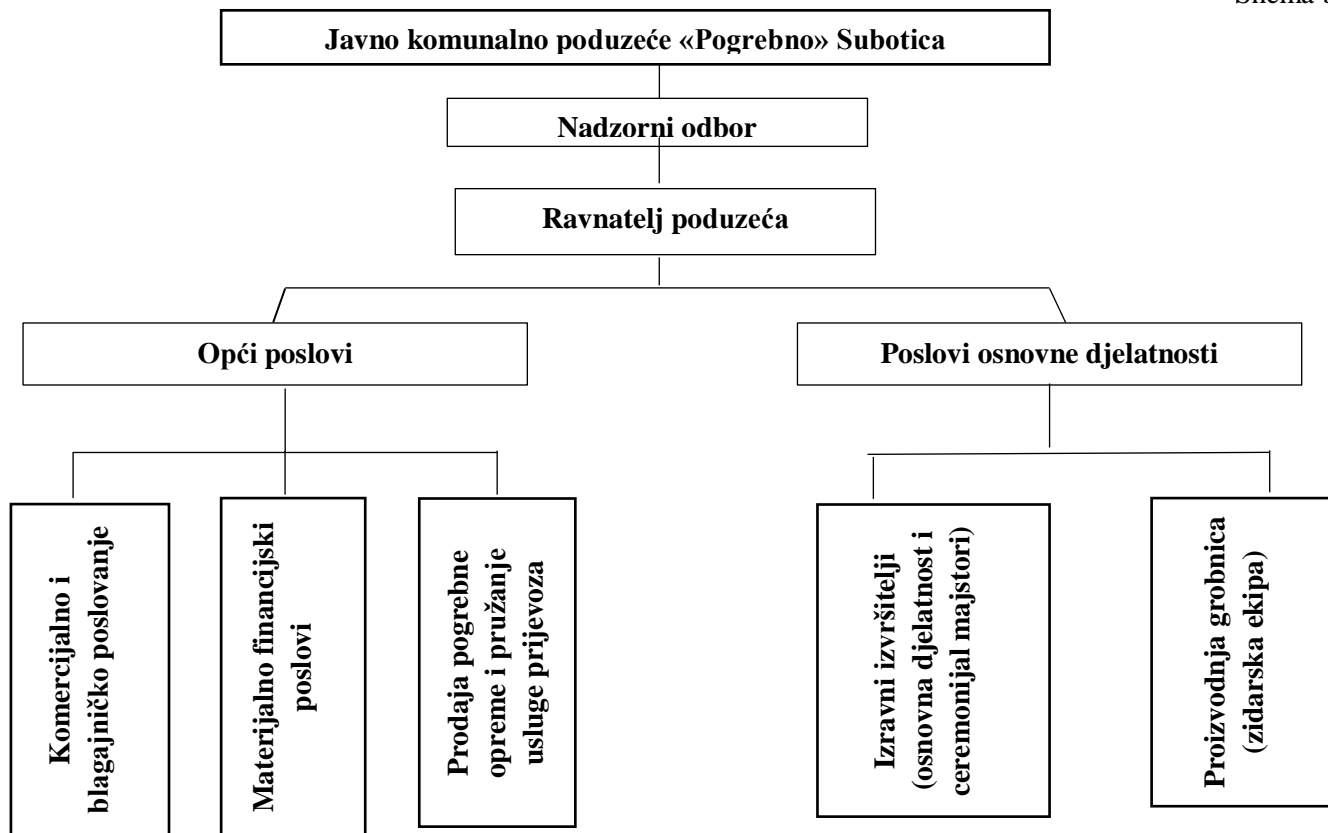 Javno komunalno poduzeće «Pogrebno» Subotica
Nadzorni odbor
Ravnatelj poduzeća
Opći poslovi
Poslovi osnovne djelatnosti
Komercijalno i
blagajničko poslovanje
Materijalno financijski
poslovi
Prodaja pogrebne
opreme i pružanje
usluge prijevoza
Izravni izvršitelji
(osnovna djelatnost i
ceremonijal majstori)
Proizvodnja grobnica
(zidarska ekipa)